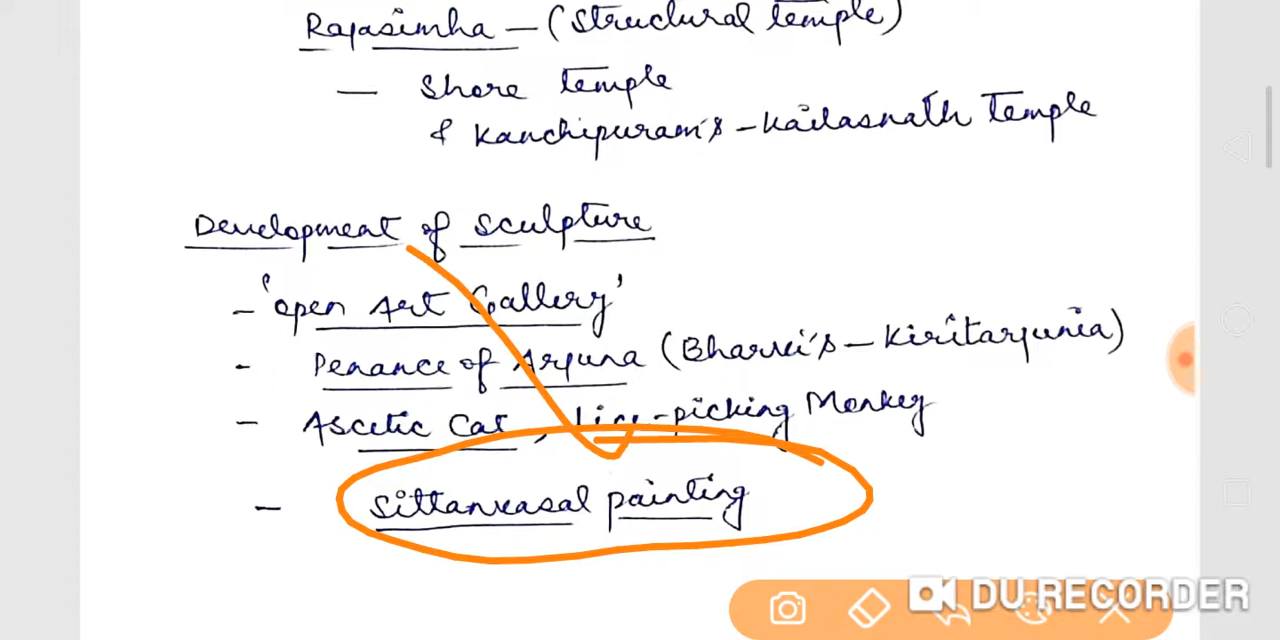 Rajasimha – (Structural temple)
— Shore temple
& Kanchipuram's – Kailasnath Temple
Development of Sculpture
– 'Open Art Gallery'
- Penance of Arjuna (Bharvi's – Kiritarjunia)
– Ascetic Cat, Lice-picking Monkey
– Sittanvasal painting
DU RECORDER